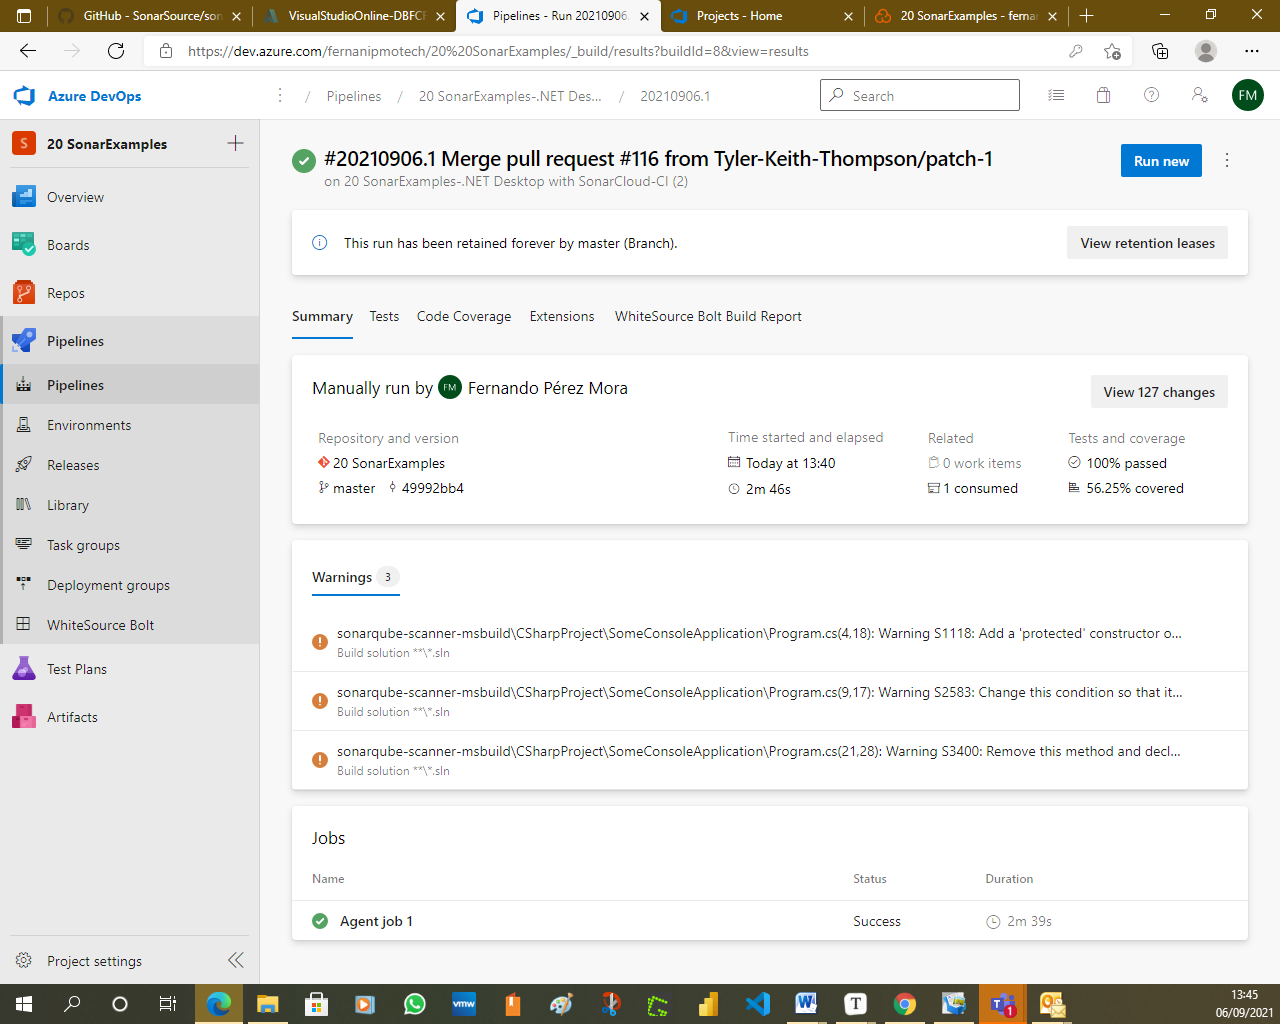 GitHub - SonarSource/son
VisualStudioOnline-DBFCF
Pipelines - Run 20210906.
Projects - Home
20 SonarExamples - ferna
https://dev.azure.com/fernanipmotech/20%20SonarExamples/_build/results?buildId=8&view=results
Azure DevOps
/ Pipelines / 20 SonarExamples-.NET Des... / 20210906.1
Search
FM
S 20 SonarExamples
Overview
Boards
Repos
Pipelines
Pipelines
Environments
Releases
Library
Task groups
Deployment groups
WhiteSource Bolt
Test Plans
Artifacts
Project settings
#20210906.1 Merge pull request #116 from Tyler-Keith-Thompson/patch-1
on 20 SonarExamples-.NET Desktop with SonarCloud-CI (2)
Run new
This run has been retained forever by master (Branch).
View retention leases
Summary Tests Code Coverage Extensions WhiteSource Bolt Build Report
Manually run by FM Fernando Pérez Mora
View 127 changes
Repository and version
20 SonarExamples
master 49992bb4
Time started and elapsed
Today at 13:40
2m 46s
Related
0 work items
1 consumed
Tests and coverage
100% passed
56.25% covered
Warnings 3
sonarqube-scanner-msbuild\CSharpProject\SomeConsoleApplication\Program.cs(4,18): Warning S1118: Add a 'protected' constructor o...
Build solution **\*.sln
sonarqube-scanner-msbuild\CSharpProject\SomeConsoleApplication\Program.cs(9,17): Warning S2583: Change this condition so that it...
Build solution **\*.sln
sonarqube-scanner-msbuild\CSharpProject\SomeConsoleApplication\Program.cs(21,28): Warning S3400: Remove this method and decl...
Build solution **\*.sln
Jobs
Name Status Duration
Agent job 1 Success 2m 39s
vmw
W
T
1
13:45
06/09/2021